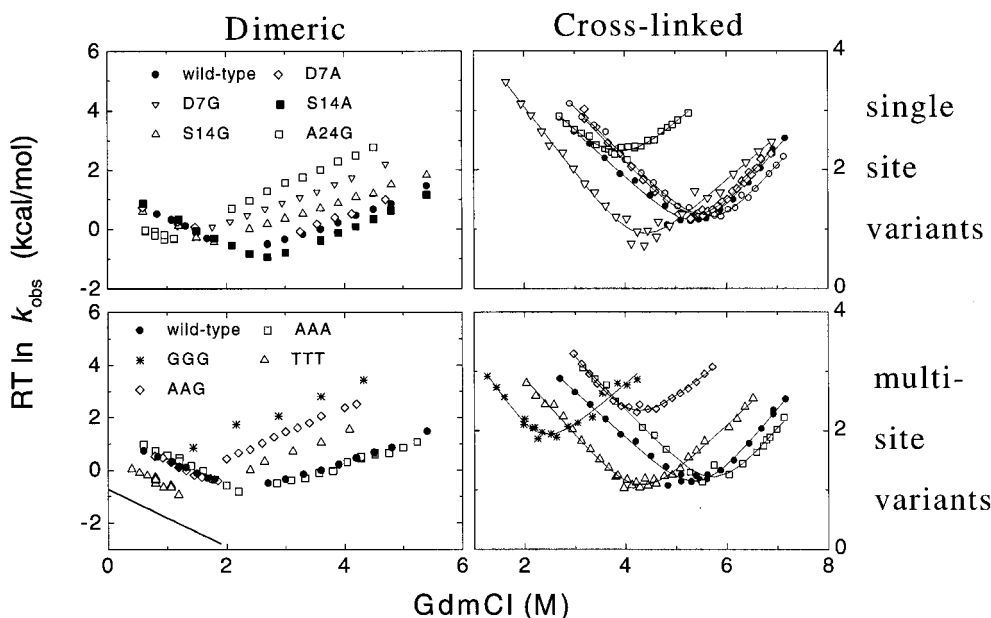 Dimeric
Cross-linked
RT ln kobs (kcal/mol)
6
4
2
0
-2
wild-type
D7A
D7G
S14A
S14G
A24G
4
2
0
single
site
variants
6
4
2
0
-2
wild-type
AAA
GGG
TTT
AAG
4
2
0
multi-
site
variants
0
2
4
6
2
4
6
8
GdmCl (M)